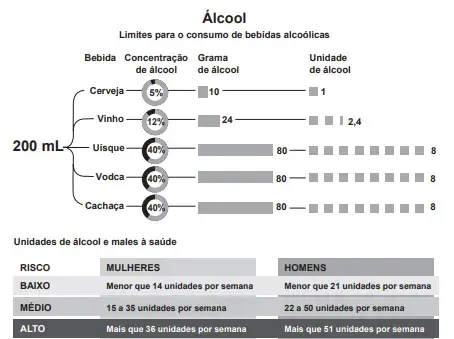 Álcool
Limites para o consumo de bebidas alcoólicas
Bebida Concentração de álcool Grama de álcool Unidade de álcool
200 mL
Cerveja 5% 10 1
Vinho 12% 24 2,4
Uísque 40% 80 8
Vodca 40% 80 8
Cachaça 40% 80 8
Unidades de álcool e males à saúde
RISCO MULHERES HOMENS
BAIXO Menor que 14 unidades por semana Menor que 21 unidades por semana
MÉDIO 15 a 35 unidades por semana 22 a 50 unidades por semana
ALTO Mais que 36 unidades por semana Mais que 51 unidades por semana